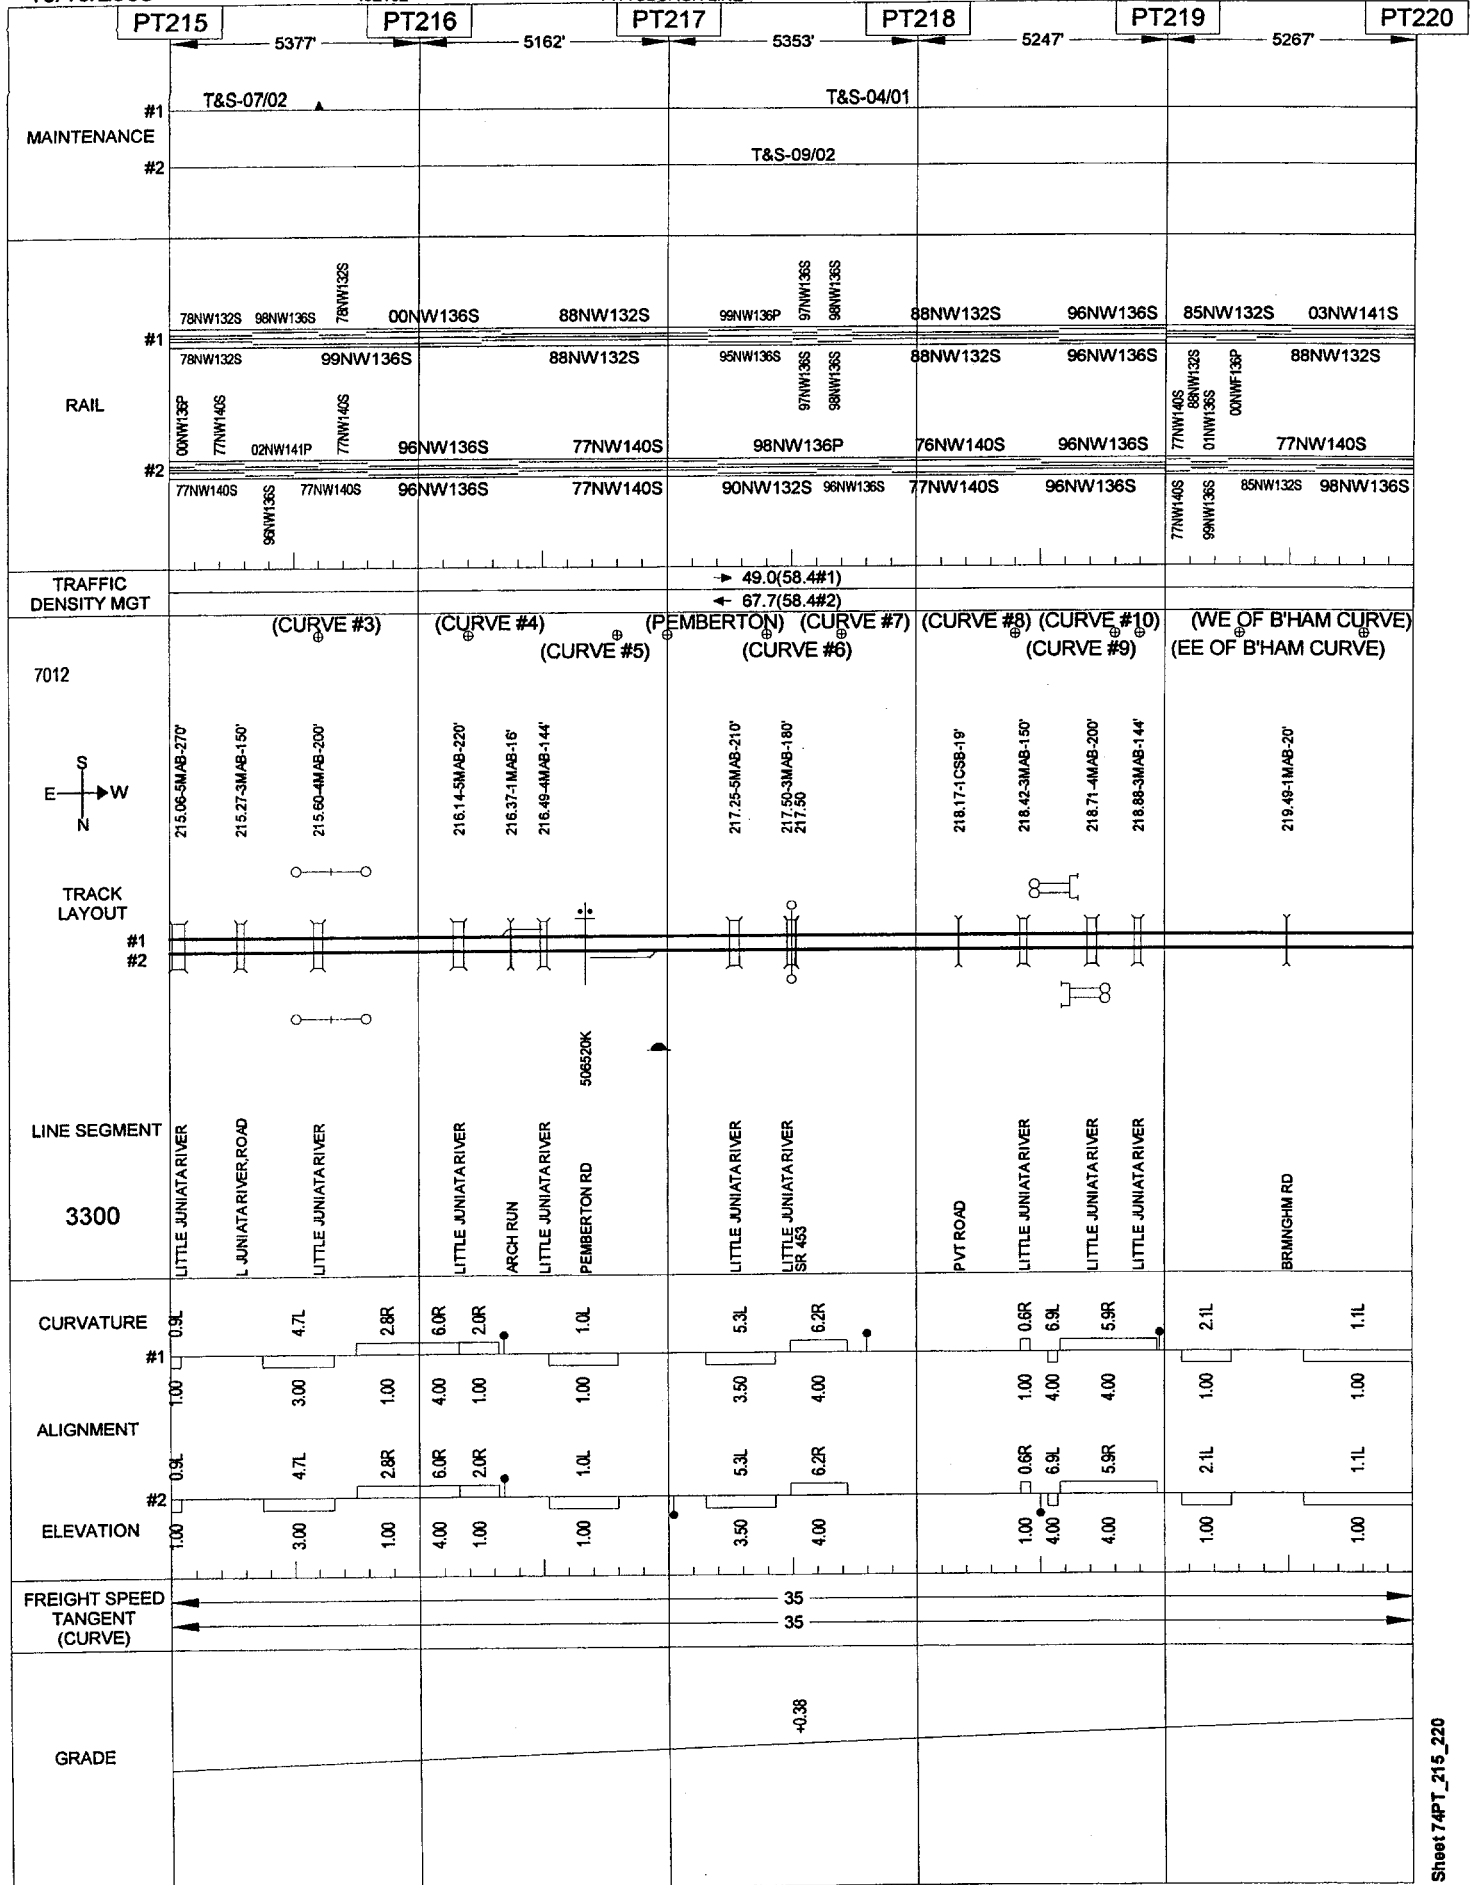 PT215 PT216 PT217 PT218 PT219 PT220
5377' 5162' 5353' 5247' 5267'
T&S-07/02 T&S-04/01
#1
MAINTENANCE
T&S-09/02
#2
78NW132S 98NW136S 78NW132S 00NW136S 88NW132S 99NW136P 97NW136S 98NW136S 88NW132S 96NW136S 85NW132S 03NW141S
#1
78NW132S 99NW136S 88NW132S 95NW136S 97NW136S 98NW136S 88NW132S 96NW136S 88NW132S
RAIL
00NW136P 77NW140S 02NW141P 77NW140S 96NW136S 77NW140S 98NW136P 76NW140S 96NW136S 77NW140S 88NW132S 01NW136S 00NWF136P 77NW140S
#2
77NW140S 96NW136S 77NW140S 96NW136S 77NW140S 90NW132S 96NW136S 77NW140S 96NW136S 77NW140S 99NW136S 85NW132S 98NW136S
TRAFFIC
DENSITY MGT
49.0(58.4#1)
67.7(58.4#2)
(CURVE #3) (CURVE #4) (PEMBERTON) (CURVE #7) (CURVE #8) (CURVE #10) (WE OF B'HAM CURVE)
(CURVE #5) (CURVE #6) (CURVE #9) (EE OF B'HAM CURVE)
7012
S
E W
N
215.06-5MAB-270'
215.27-3MAB-150'
215.60-4MAB-200'
216.14-5MAB-220'
216.37-1MAB-16'
216.49-4MAB-144'
217.25-5MAB-210'
217.50-3MAB-180'
217.50
218.17-1CSB-19'
218.42-3MAB-150'
218.71-4MAB-200'
218.88-3MAB-144'
219.49-1MAB-20'
TRACK
LAYOUT
#1
#2
506520K
LINE SEGMENT
3300
LITTLE JUNIATA RIVER
L JUNIATA RIVER,ROAD
LITTLE JUNIATA RIVER
LITTLE JUNIATA RIVER
ARCH RUN
LITTLE JUNIATA RIVER
PEMBERTON RD
LITTLE JUNIATA RIVER
LITTLE JUNIATA RIVER
SR 453
PVT ROAD
LITTLE JUNIATA RIVER
LITTLE JUNIATA RIVER
LITTLE JUNIATA RIVER
BRMNGHM RD
CURVATURE
0.9L 4.7L 2.8R 6.0R 2.0R 1.0L 5.3L 6.2R 0.6R 6.9L 5.9R 2.1L 1.1L
#1
1.00 3.00 1.00 4.00 1.00 1.00 3.50 4.00 1.00 4.00 4.00 1.00 1.00
ALIGNMENT
0.9L 4.7L 2.8R 6.0R 2.0R 1.0L 5.3L 6.2R 0.6R 6.9L 5.9R 2.1L 1.1L
#2
ELEVATION
1.00 3.00 1.00 4.00 1.00 1.00 3.50 4.00 1.00 4.00 4.00 1.00 1.00
FREIGHT SPEED
TANGENT
(CURVE)
35
35
GRADE
+0.38
Sheet 74PT_215_220